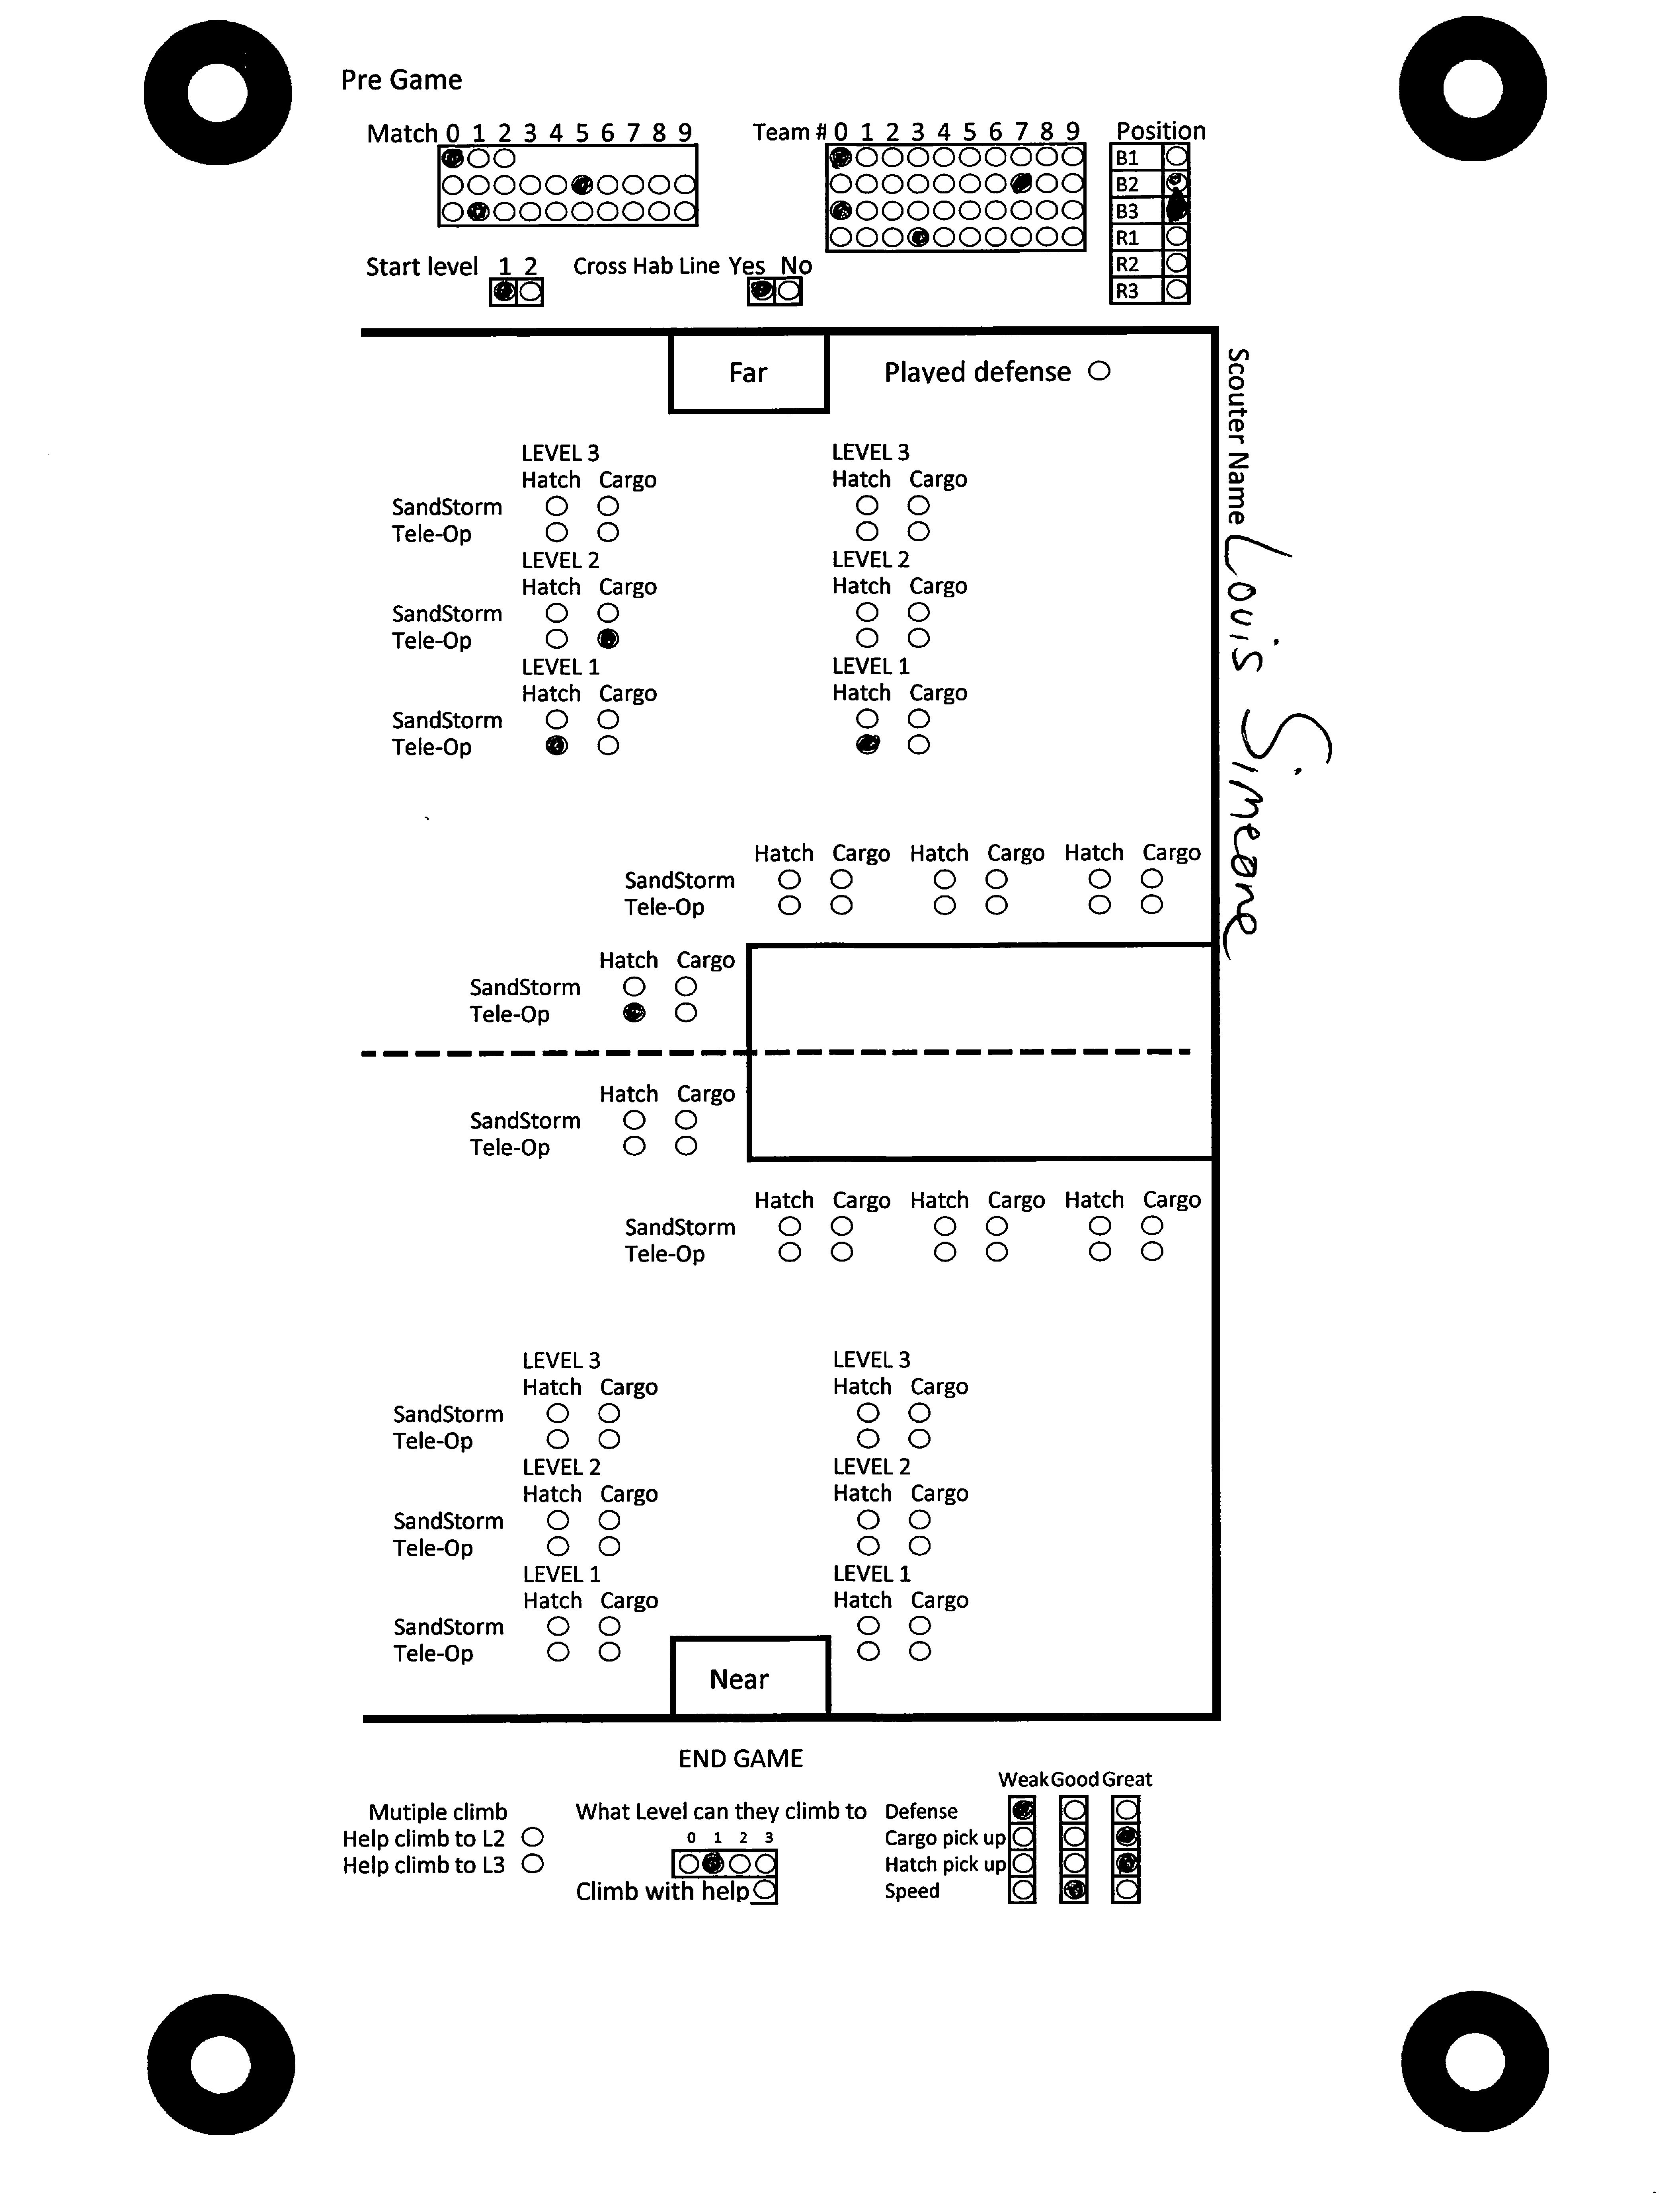 Pre Game
Match 0 1 2 3 4 5 6 7 8 9
Team # 0 1 2 3 4 5 6 7 8 9
Position
B1
B2
B3
R1
R2
R3
Start level 1 2
Cross Hab Line Yes No
Far
Played defense
Scouter Name Louis Simeone
LEVEL 3 LEVEL 3
Hatch Cargo Hatch Cargo
SandStorm
Tele-Op
LEVEL 2 LEVEL 2
Hatch Cargo Hatch Cargo
SandStorm
Tele-Op
LEVEL 1 LEVEL 1
Hatch Cargo Hatch Cargo
SandStorm
Tele-Op
Hatch Cargo Hatch Cargo Hatch Cargo
SandStorm
Tele-Op
Hatch Cargo
SandStorm
Tele-Op
Hatch Cargo
SandStorm
Tele-Op
Hatch Cargo Hatch Cargo Hatch Cargo
SandStorm
Tele-Op
LEVEL 3 LEVEL 3
Hatch Cargo Hatch Cargo
SandStorm
Tele-Op
LEVEL 2 LEVEL 2
Hatch Cargo Hatch Cargo
SandStorm
Tele-Op
LEVEL 1 LEVEL 1
Hatch Cargo Hatch Cargo
SandStorm
Tele-Op
Near
END GAME
Mutiple climb
Help climb to L2
Help climb to L3
What Level can they climb to
0 1 2 3
Climb with help
Weak Good Great
Defense
Cargo pick up
Hatch pick up
Speed